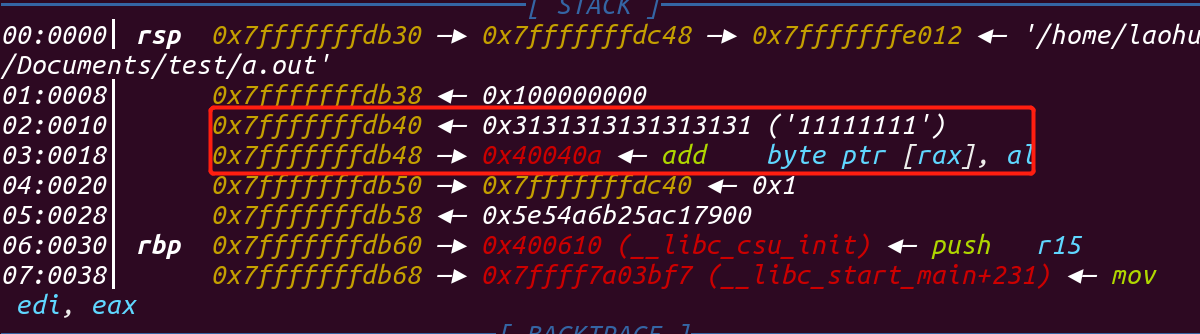 [ STACK ]
00:0000│ rsp 0x7fffffffdb30 —▸ 0x7fffffffdc48 —▸ 0x7fffffffe012 ◂— '/home/laohu
/Documents/test/a.out'
01:0008│ 0x7fffffffdb38 ◂— 0x100000000
02:0010│ 0x7fffffffdb40 ◂— 0x3131313131313131 ('11111111')
03:0018│ 0x7fffffffdb48 —▸ 0x40040a ◂— add byte ptr [rax], al
04:0020│ 0x7fffffffdb50 —▸ 0x7fffffffdc40 ◂— 0x1
05:0028│ 0x7fffffffdb58 ◂— 0x5e54a6b25ac17900
06:0030│ rbp 0x7fffffffdb60 —▸ 0x400610 (__libc_csu_init) ◂— push r15
07:0038│ 0x7fffffffdb68 —▸ 0x7ffff7a03bf7 (__libc_start_main+231) ◂— mov
edi, eax
[ BACKTRACE ]